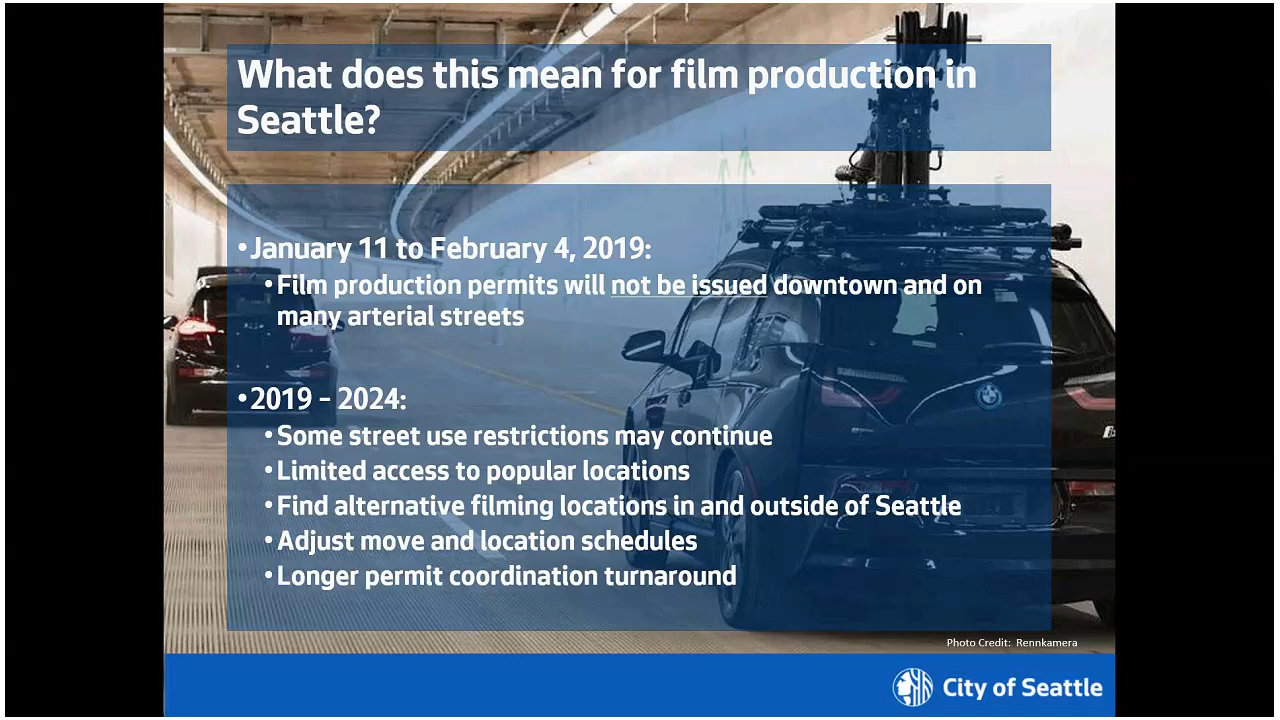 What does this mean for film production in
Seattle?
•January 11 to February 4, 2019:
•Film production permits will not be issued downtown and on
many arterial streets
•2019 – 2024:
•Some street use restrictions may continue
•Limited access to popular locations
•Find alternative filming locations in and outside of Seattle
•Adjust move and location schedules
•Longer permit coordination turnaround
Photo Credit: Rennkamera
City of Seattle